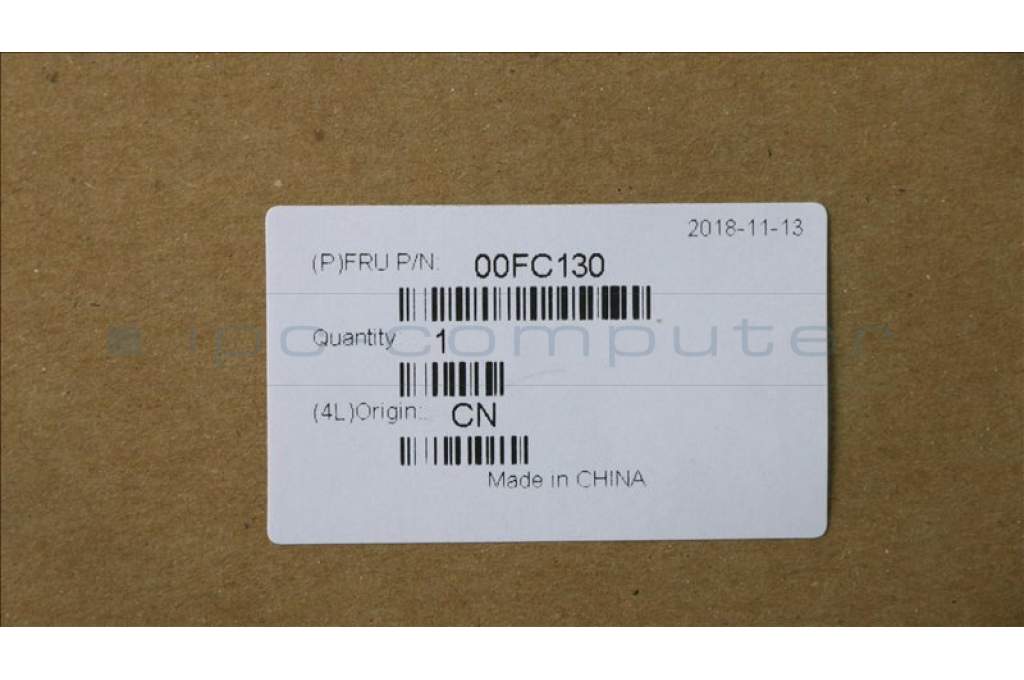 2018-11-13
(P)FRU P/N: 00FC130
Quantity 1
ipc computer
(4L)Origin: CN
Made in CHINA